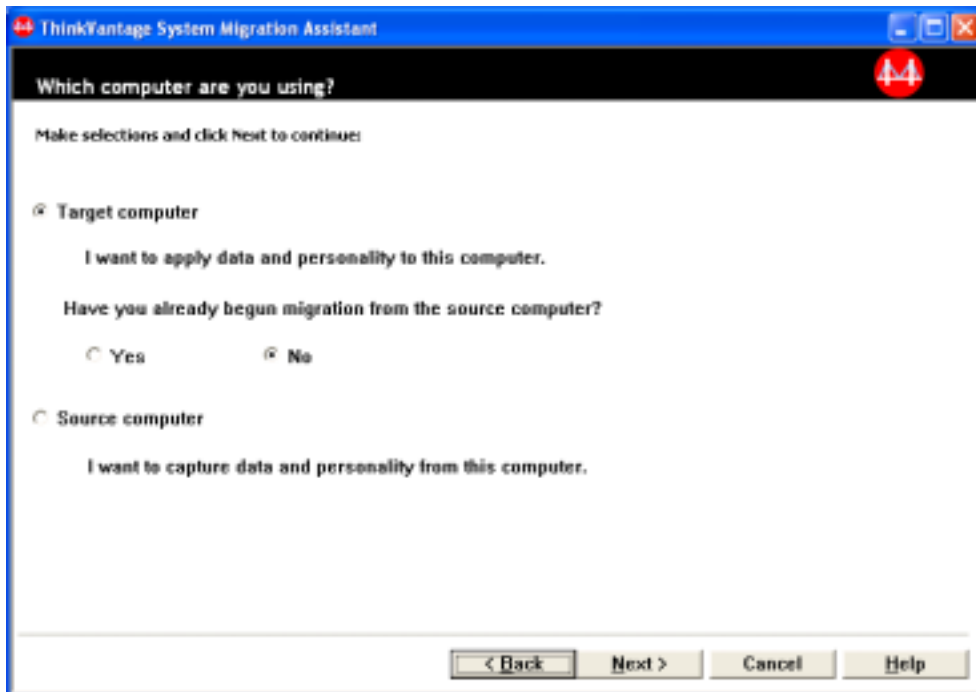 ThinkVantage System Migration Assistant
Which computer are you using?
Make selections and click Next to continue:
Target computer
I want to apply data and personality to this computer.
Have you already begun migration from the source computer?
Yes No
Source computer
I want to capture data and personality from this computer.
< Back Next > Cancel Help